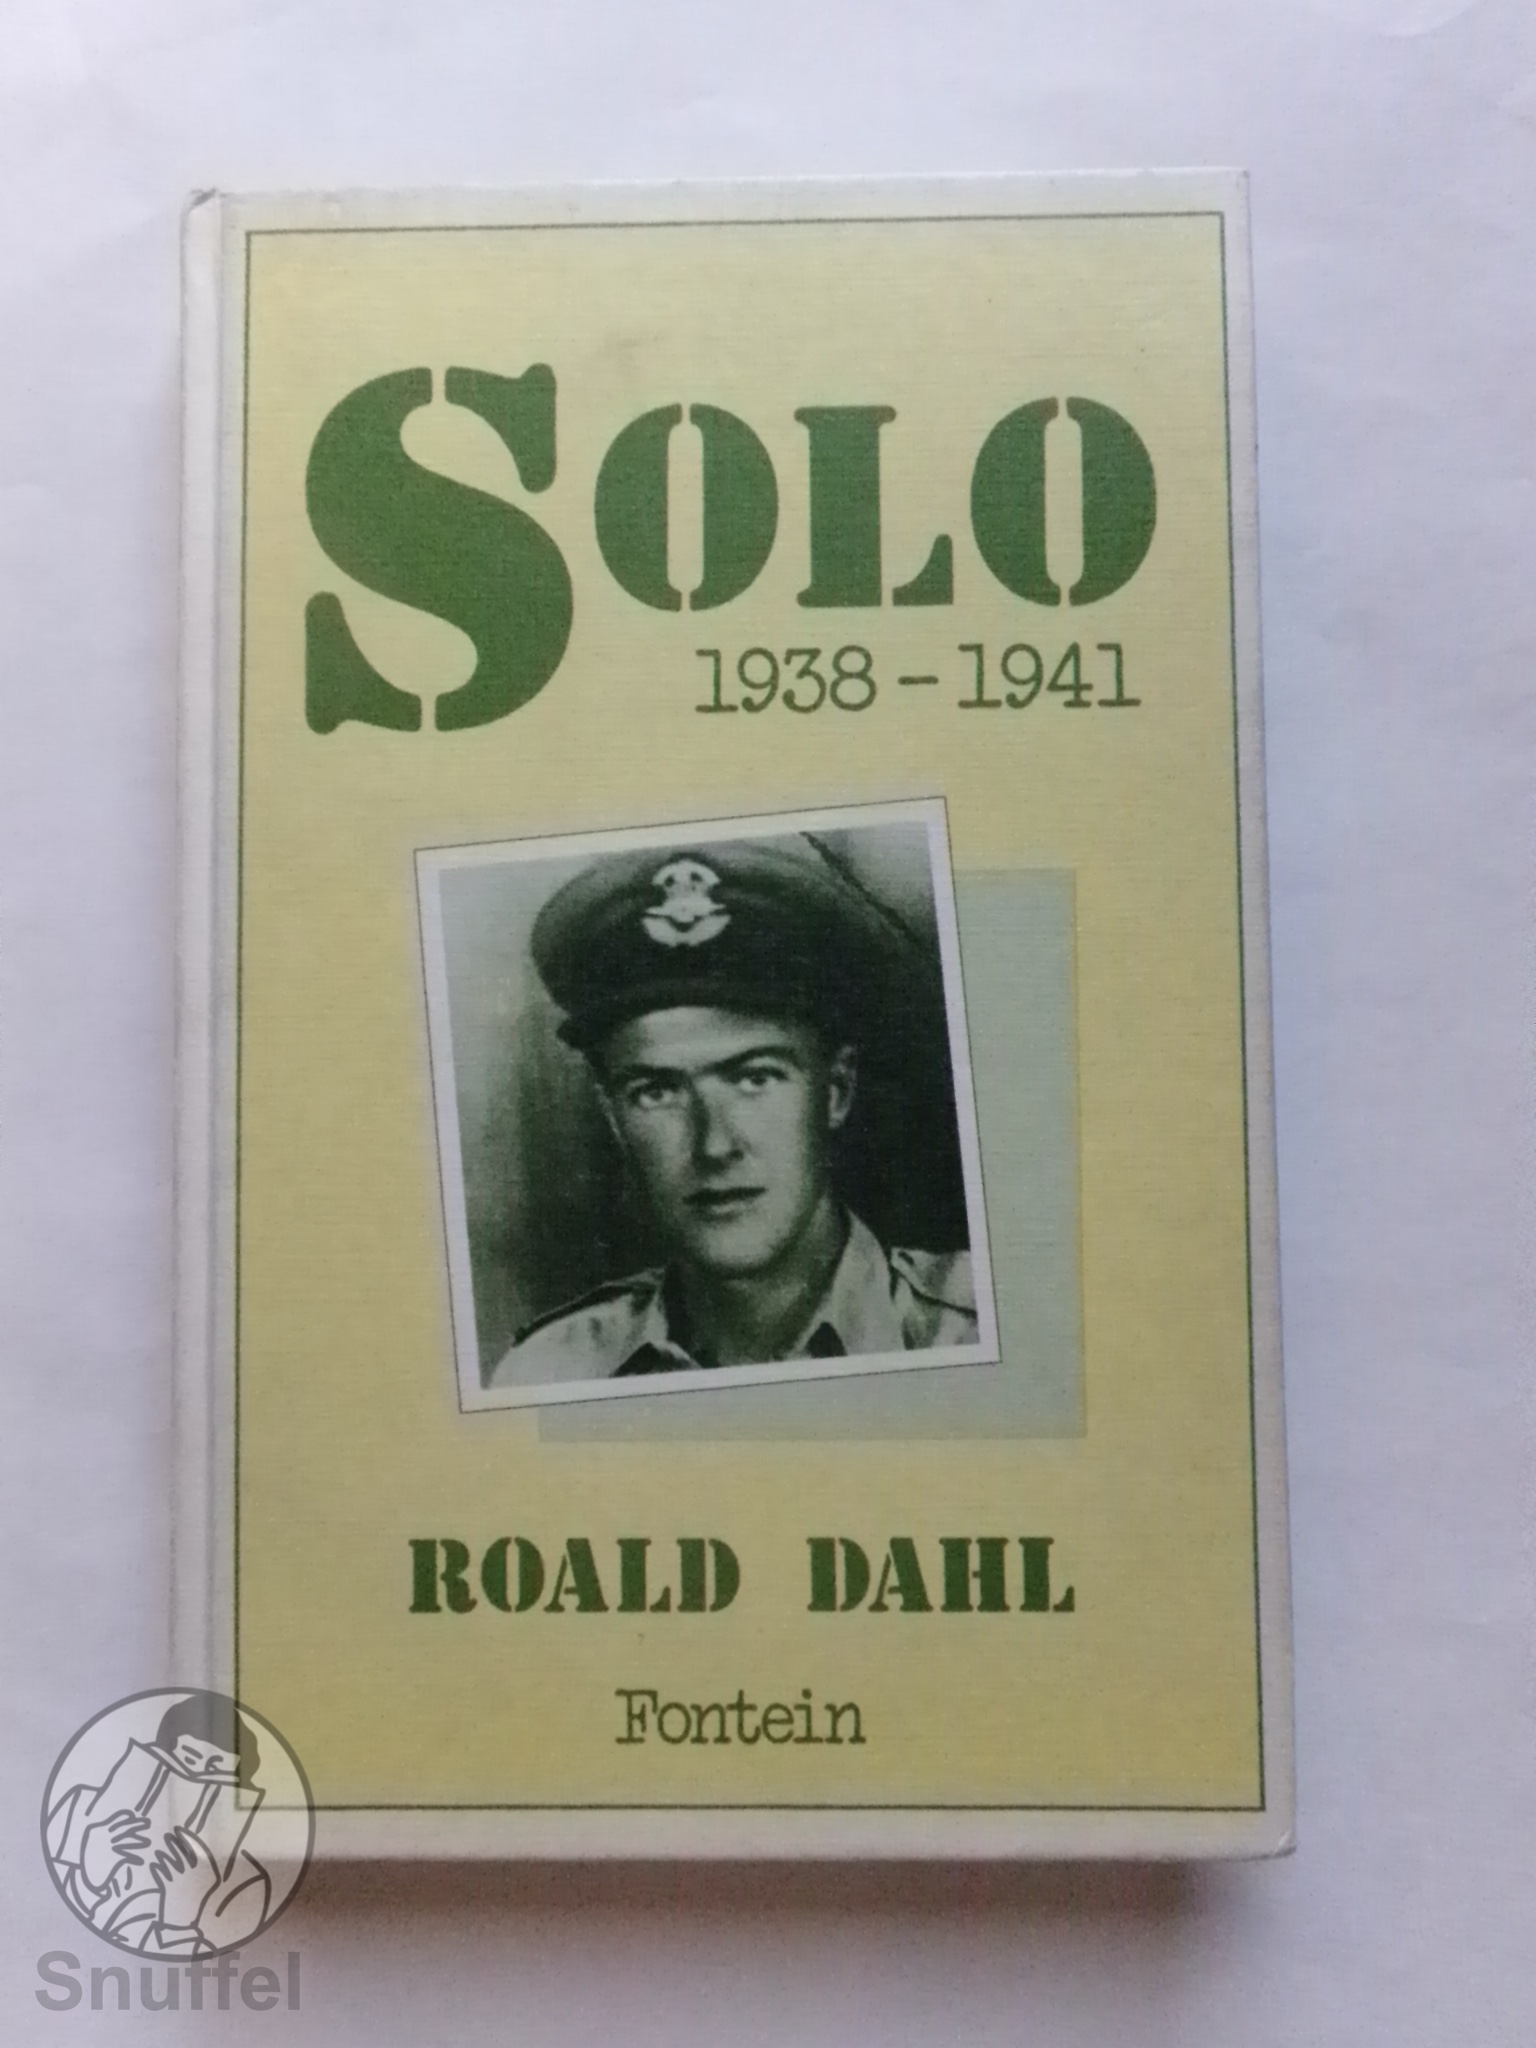 SOLO
1938-1941
ROALD DAHL
Fontein
Snuffel